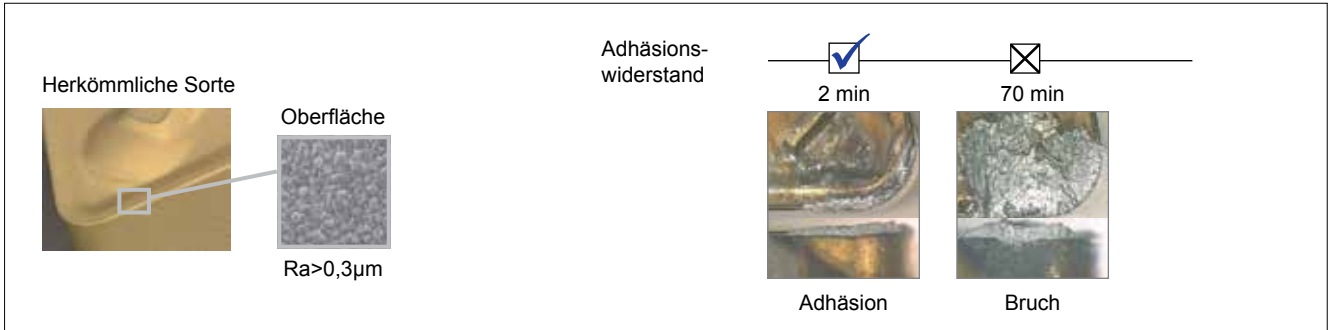 Herkömmliche Sorte
Oberfläche
Ra>0,3µm
Adhäsions-
widerstand
2 min
70 min
Adhäsion
Bruch